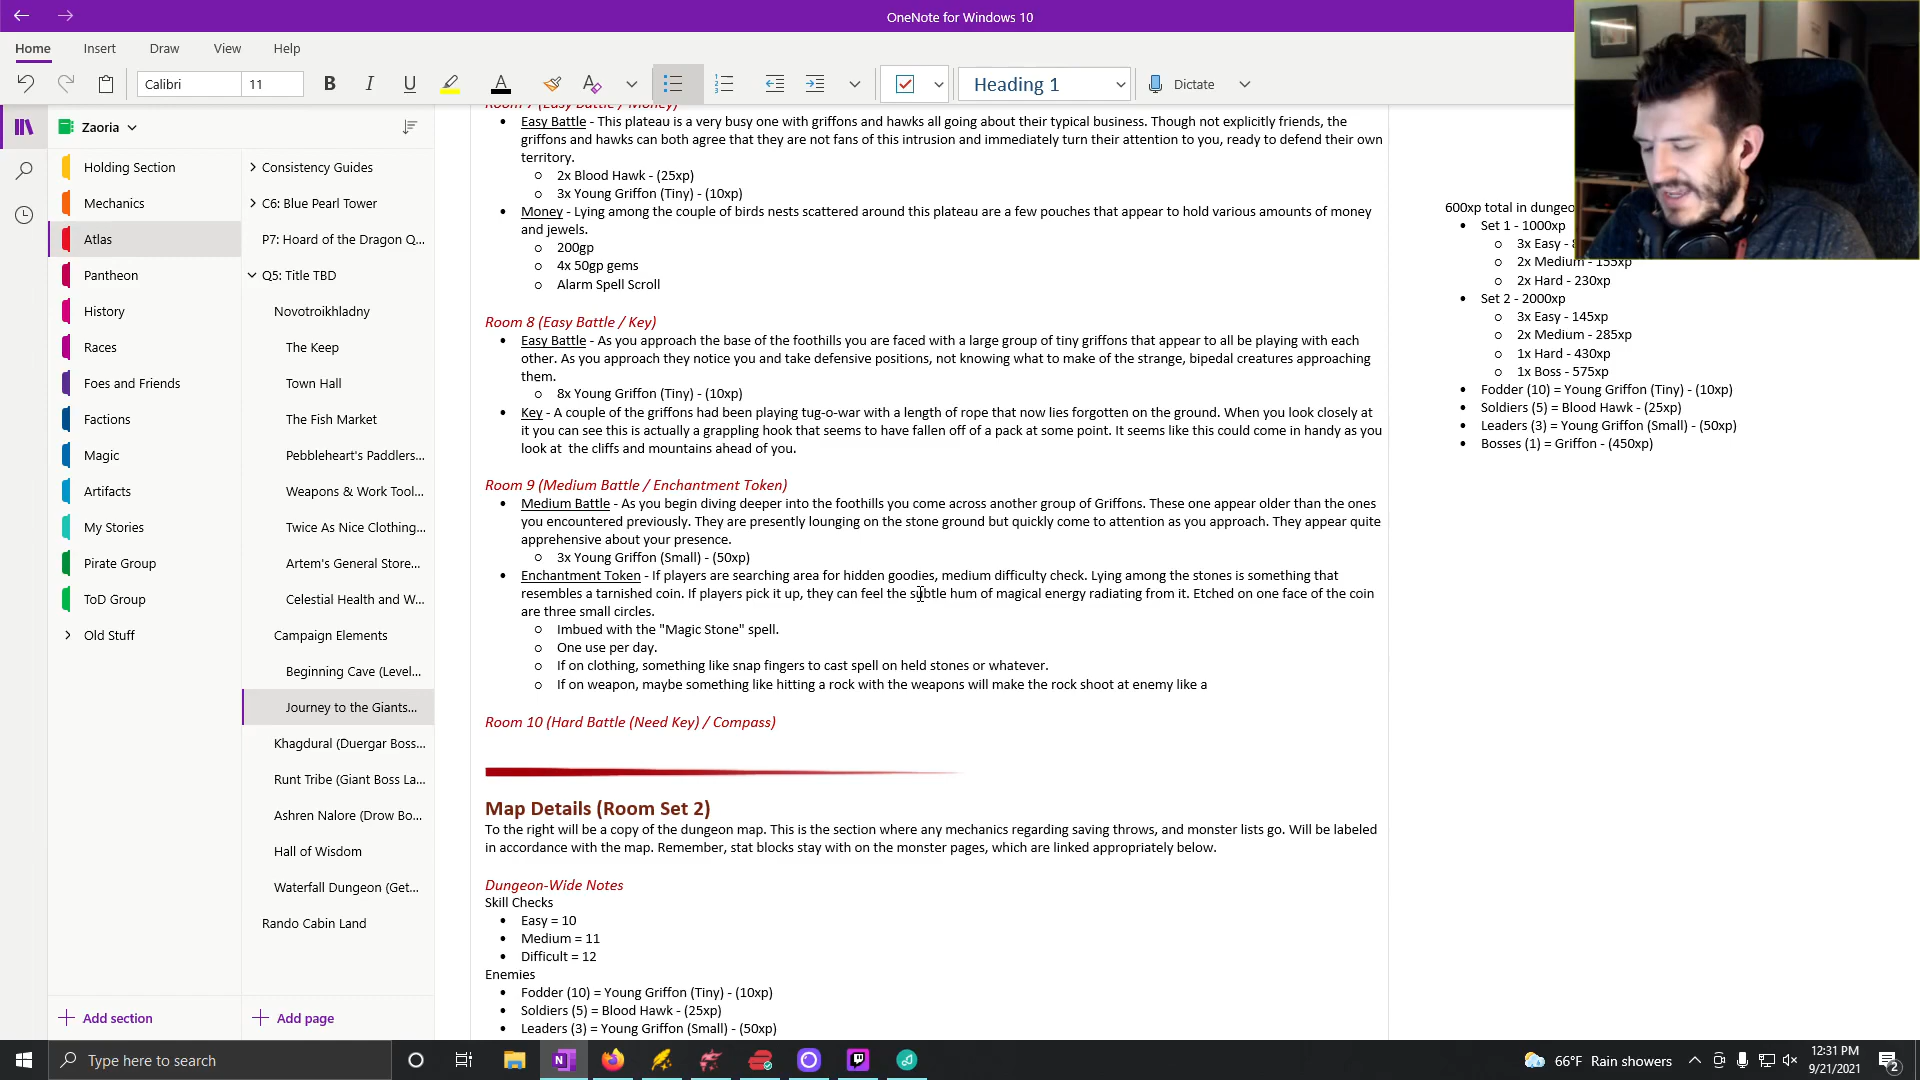 OneNote for Windows 10
Home
Insert
Draw
View
Help
Calibri
11
B
I
U
A
A
Heading 1
Dictate
Zaoria
Holding Section
Mechanics
Atlas
Pantheon
History
Races
Foes and Friends
Factions
Magic
Artifacts
My Stories
Pirate Group
ToD Group
Old Stuff
Add section
Consistency Guides
C6: Blue Pearl Tower
P7: Hoard of the Dragon Q...
Q5: Title TBD
Novotroikhladny
The Keep
Town Hall
The Fish Market
Pebbleheart's Paddlers...
Weapons & Work Tool...
Twice As Nice Clothing...
Artem's General Store...
Celestial Health and W...
Campaign Elements
Beginning Cave (Level...
Journey to the Giants...
Khagdural (Duergar Boss...
Runt Tribe (Giant Boss La...
Ashren Nalore (Drow Bo...
Hall of Wisdom
Waterfall Dungeon (Get...
Rando Cabin Land
Add page
Room 7 (Easy Battle / Money)
• Easy Battle - This plateau is a very busy one with griffons and hawks all going about their typical business. Though not explicitly friends, the
griffons and hawks can both agree that they are not fans of this intrusion and immediately turn their attention to you, ready to defend their own
territory.
o 2x Blood Hawk - (25xp)
o 3x Young Griffon (Tiny) - (10xp)
• Money - Lying among the couple of birds nests scattered around this plateau are a few pouches that appear to hold various amounts of money
and jewels.
o 200gp
o 4x 50gp gems
o Alarm Spell Scroll
Room 8 (Easy Battle / Key)
• Easy Battle - As you approach the base of the foothills you are faced with a large group of tiny griffons that appear to all be playing with each
other. As you approach they notice you and take defensive positions, not knowing what to make of the strange, bipedal creatures approaching
them.
o 8x Young Griffon (Tiny) - (10xp)
• Key - A couple of the griffons had been playing tug-o-war with a length of rope that now lies forgotten on the ground. When you look closely at
it you can see this is actually a grappling hook that seems to have fallen off of a pack at some point. It seems like this could come in handy as you
look at  the cliffs and mountains ahead of you.
Room 9 (Medium Battle / Enchantment Token)
• Medium Battle - As you begin diving deeper into the foothills you come across another group of Griffons. These one appear older than the ones
you encountered previously. They are presently lounging on the stone ground but quickly come to attention as you approach. They appear quite
apprehensive about your presence.
o 3x Young Griffon (Small) - (50xp)
• Enchantment Token - If players are searching area for hidden goodies, medium difficulty check. Lying among the stones is something that
resembles a tarnished coin. If players pick it up, they can feel the subtle hum of magical energy radiating from it. Etched on one face of the coin
are three small circles.
o Imbued with the "Magic Stone" spell.
o One use per day.
o If on clothing, something like snap fingers to cast spell on held stones or whatever.
o If on weapon, maybe something like hitting a rock with the weapons will make the rock shoot at enemy like a
Room 10 (Hard Battle (Need Key) / Compass)
Map Details (Room Set 2)
To the right will be a copy of the dungeon map. This is the section where any mechanics regarding saving throws, and monster lists go. Will be labeled
in accordance with the map. Remember, stat blocks stay with on the monster pages, which are linked appropriately below.
Dungeon-Wide Notes
Skill Checks
• Easy = 10
• Medium = 11
• Difficult = 12
Enemies
• Fodder (10) = Young Griffon (Tiny) - (10xp)
• Soldiers (5) = Blood Hawk - (25xp)
• Leaders (3) = Young Griffon (Small) - (50xp)
600xp total in
• Set 1 - 1000xp
o 3x Easy -
o 2x Medium - 155xp
o 2x Hard - 230xp
• Set 2 - 2000xp
o 3x Easy - 145xp
o 2x Medium - 285xp
o 1x Hard - 430xp
o 1x Boss - 575xp
• Fodder (10) = Young Griffon (Tiny) - (10xp)
• Soldiers (5) = Blood Hawk - (25xp)
• Leaders (3) = Young Griffon (Small) - (50xp)
• Bosses (1) = Griffon - (450xp)
Type here to search
66°F Rain showers
12:31 PM
9/21/2021
2